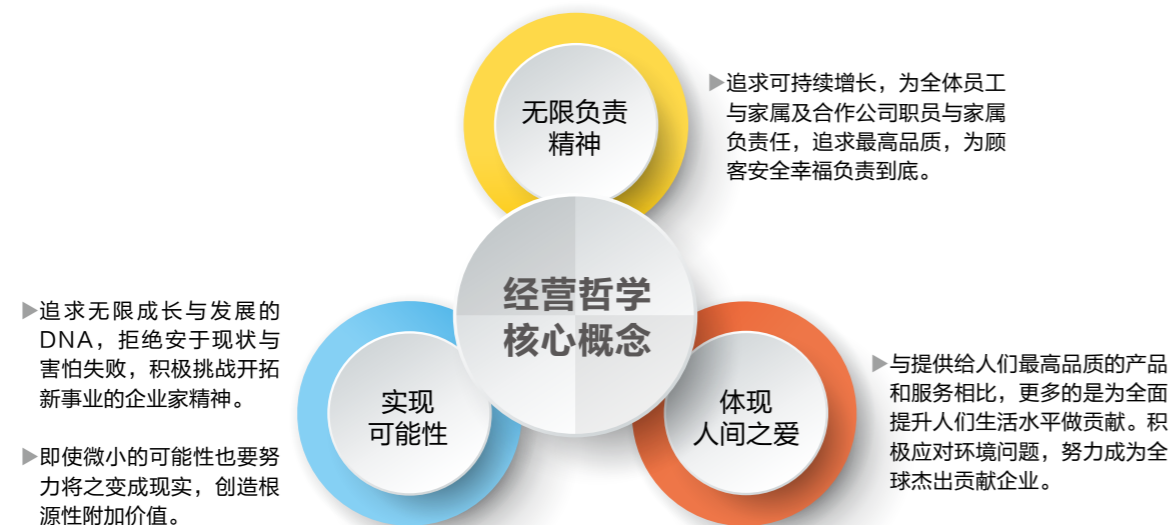 无限负责
精神
▶追求可持续增长，为全体员工
与家属及合作公司职员与家属
负责任，追求最高品质，为顾
客安全幸福负责到底。
经营哲学
核心概念
▶追求无限成长与发展的
DNA，拒绝安于现状与
害怕失败，积极挑战开拓
新事业的企业家精神。
▶即使微小的可能性也要努
力将之变成现实，创造根
源性附加价值。
实现
可能性
体现
人间之爱
▶与提供给人们最高品质的产品
和服务相比，更多的是为全面
提升人们生活水平做贡献。积
极应对环境问题，努力成为全
球杰出贡献企业。